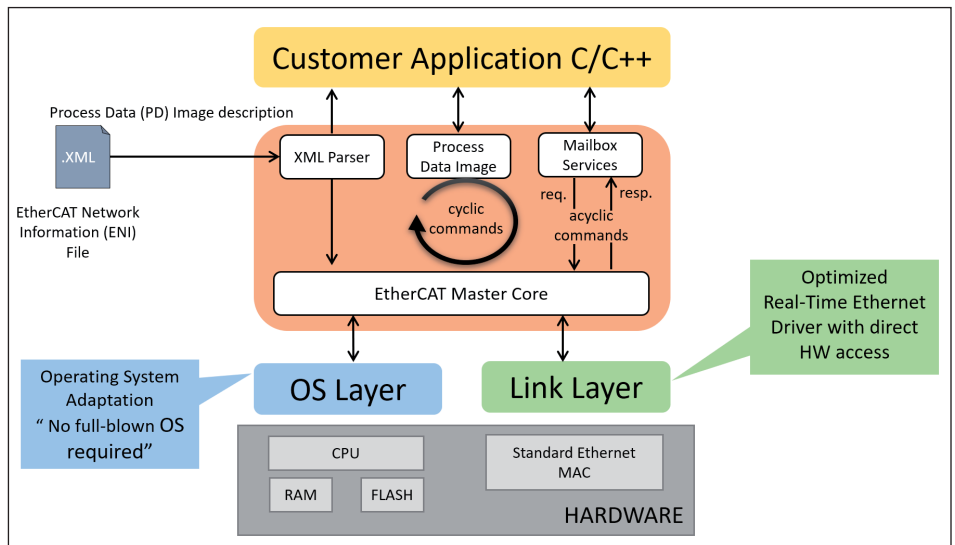 Customer Application C/C++
Process Data (PD) Image description
.XML
XML Parser
Process
Data Image
Mailbox
Services
req.
resp.
cyclic
commands
acyclic
commands
EtherCAT Network
Information (ENI)
File
EtherCAT Master Core
Optimized
Real-Time Ethernet
Driver with direct
HW access
Operating System
Adaptation
“ No full-blown OS
required”
OS Layer
Link Layer
CPU
RAM
FLASH
Standard Ethernet
MAC
HARDWARE